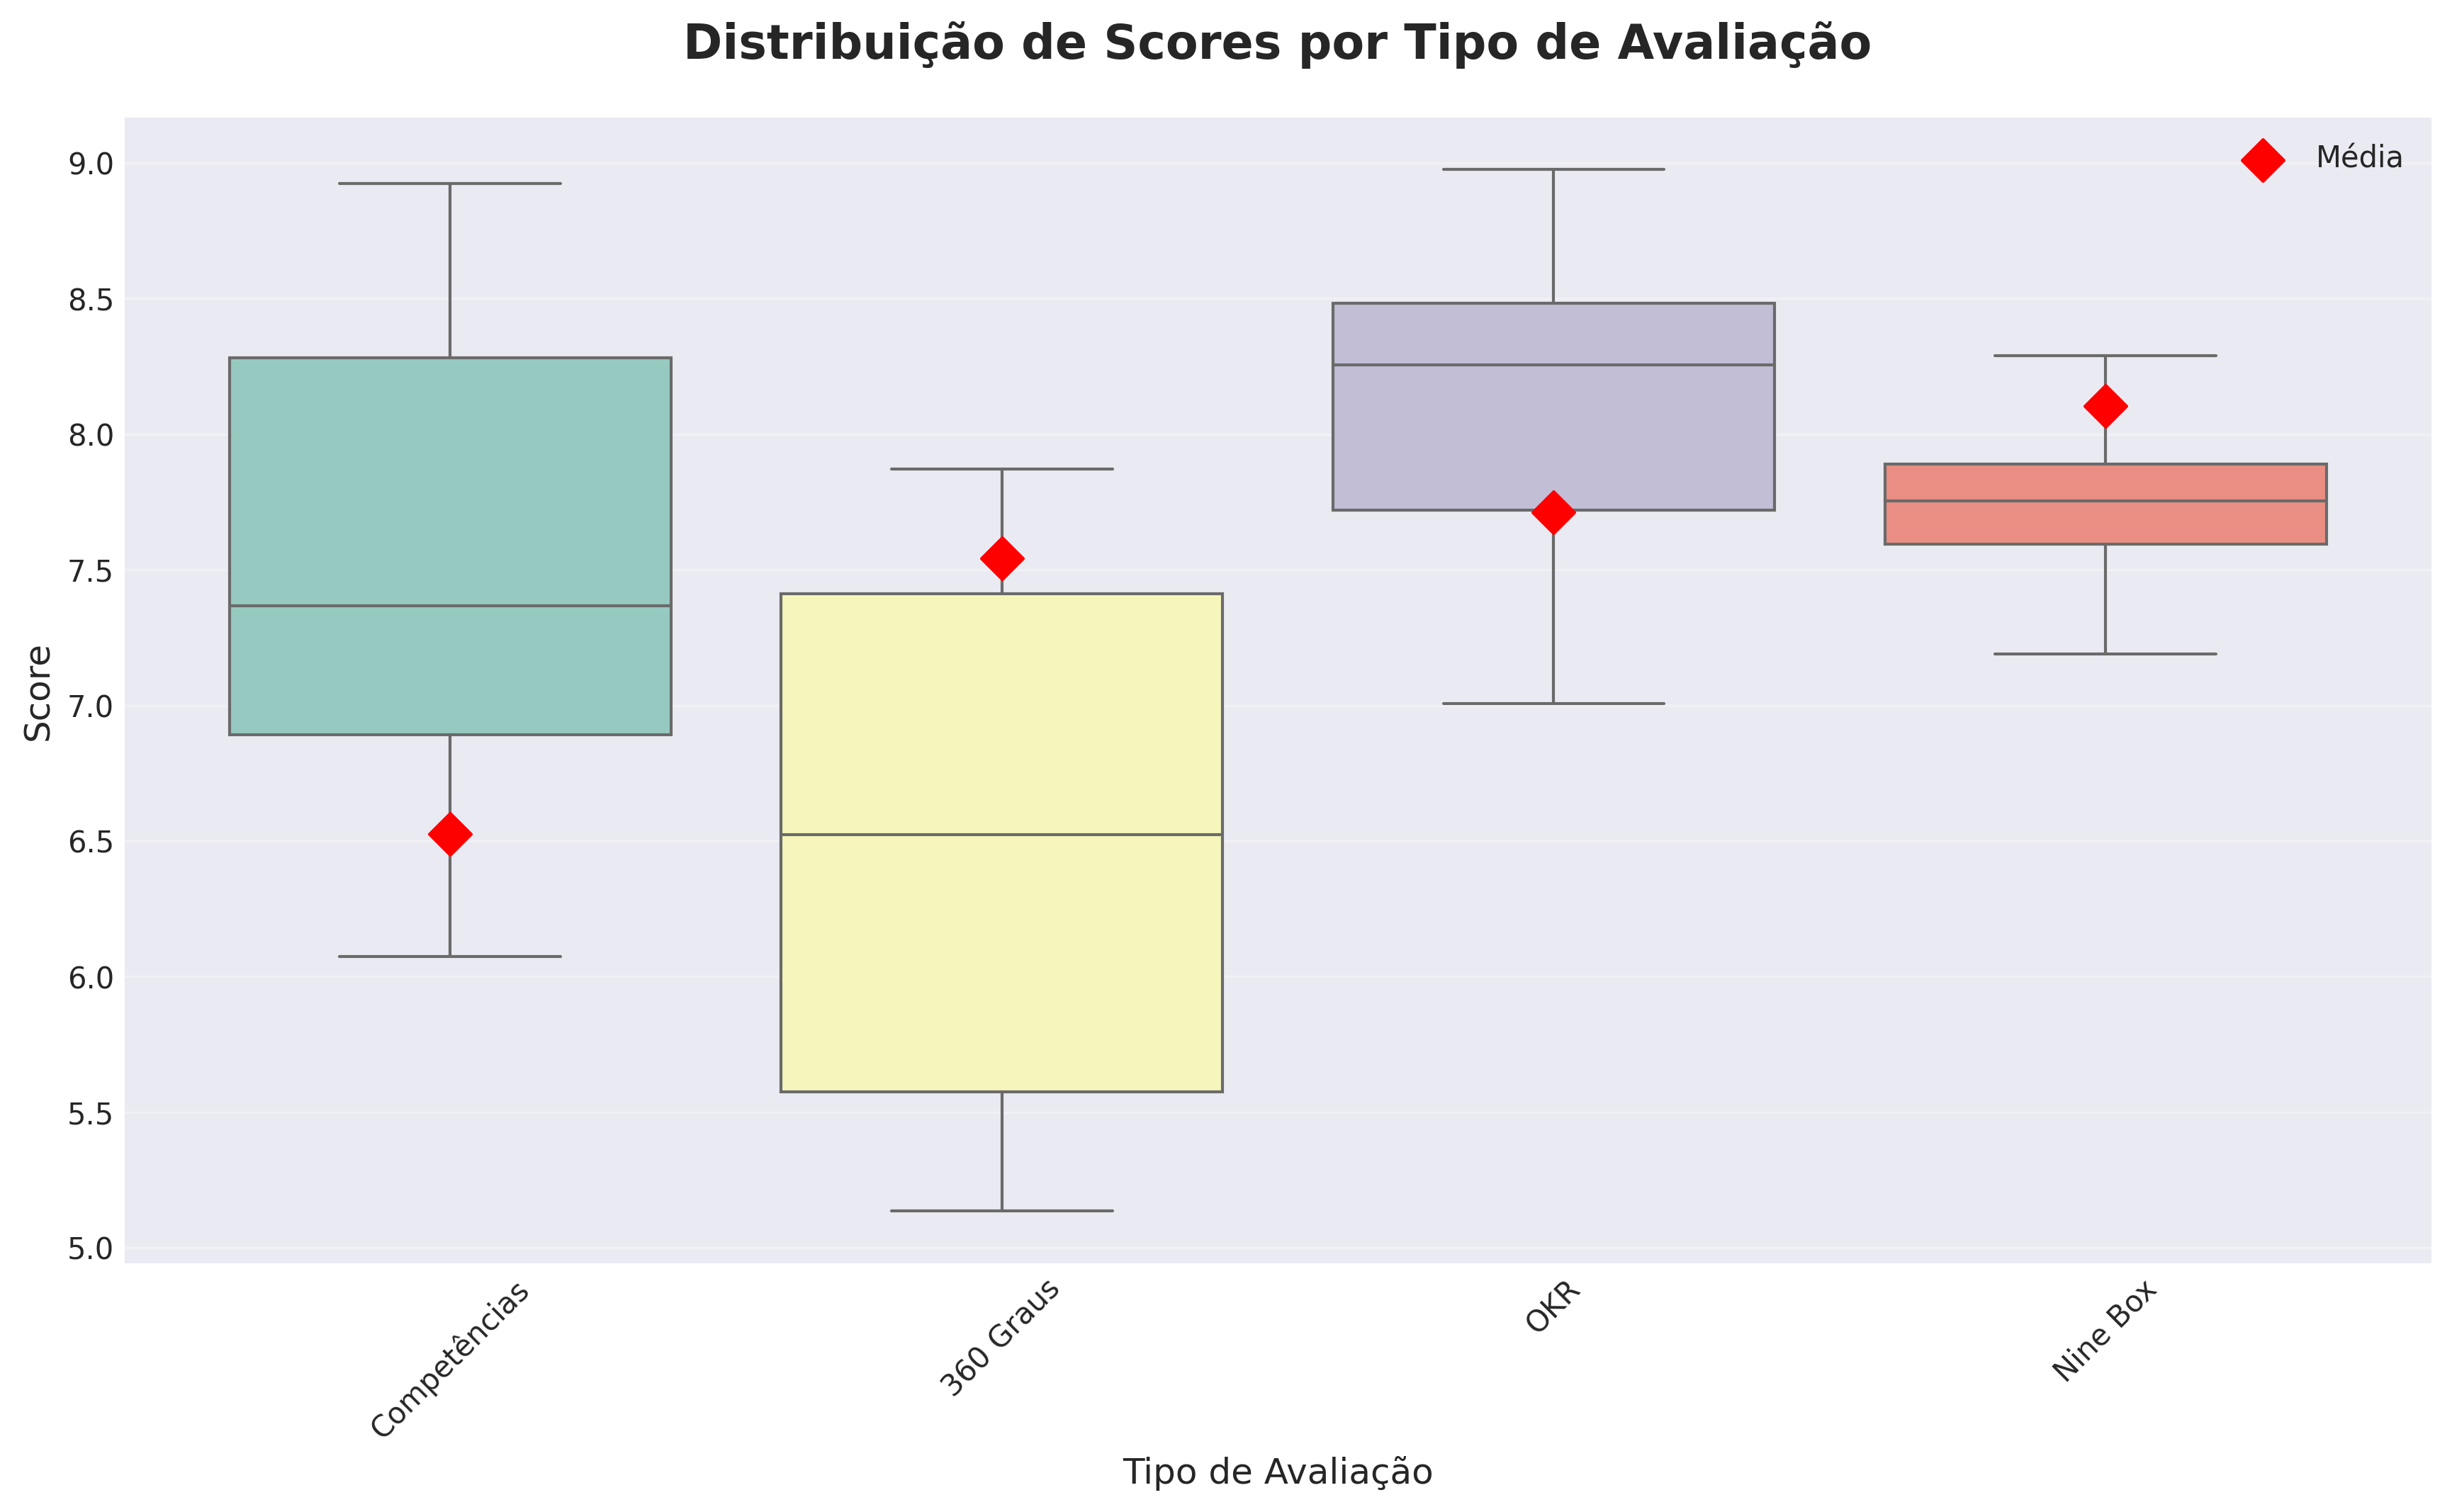 Distribuição de Scores por Tipo de Avaliação
Média
9.0
8.5
8.0
7.5
7.0
6.5
6.0
5.5
5.0
Score
Competências
360 Graus
OKR
Nine Box
Tipo de Avaliação